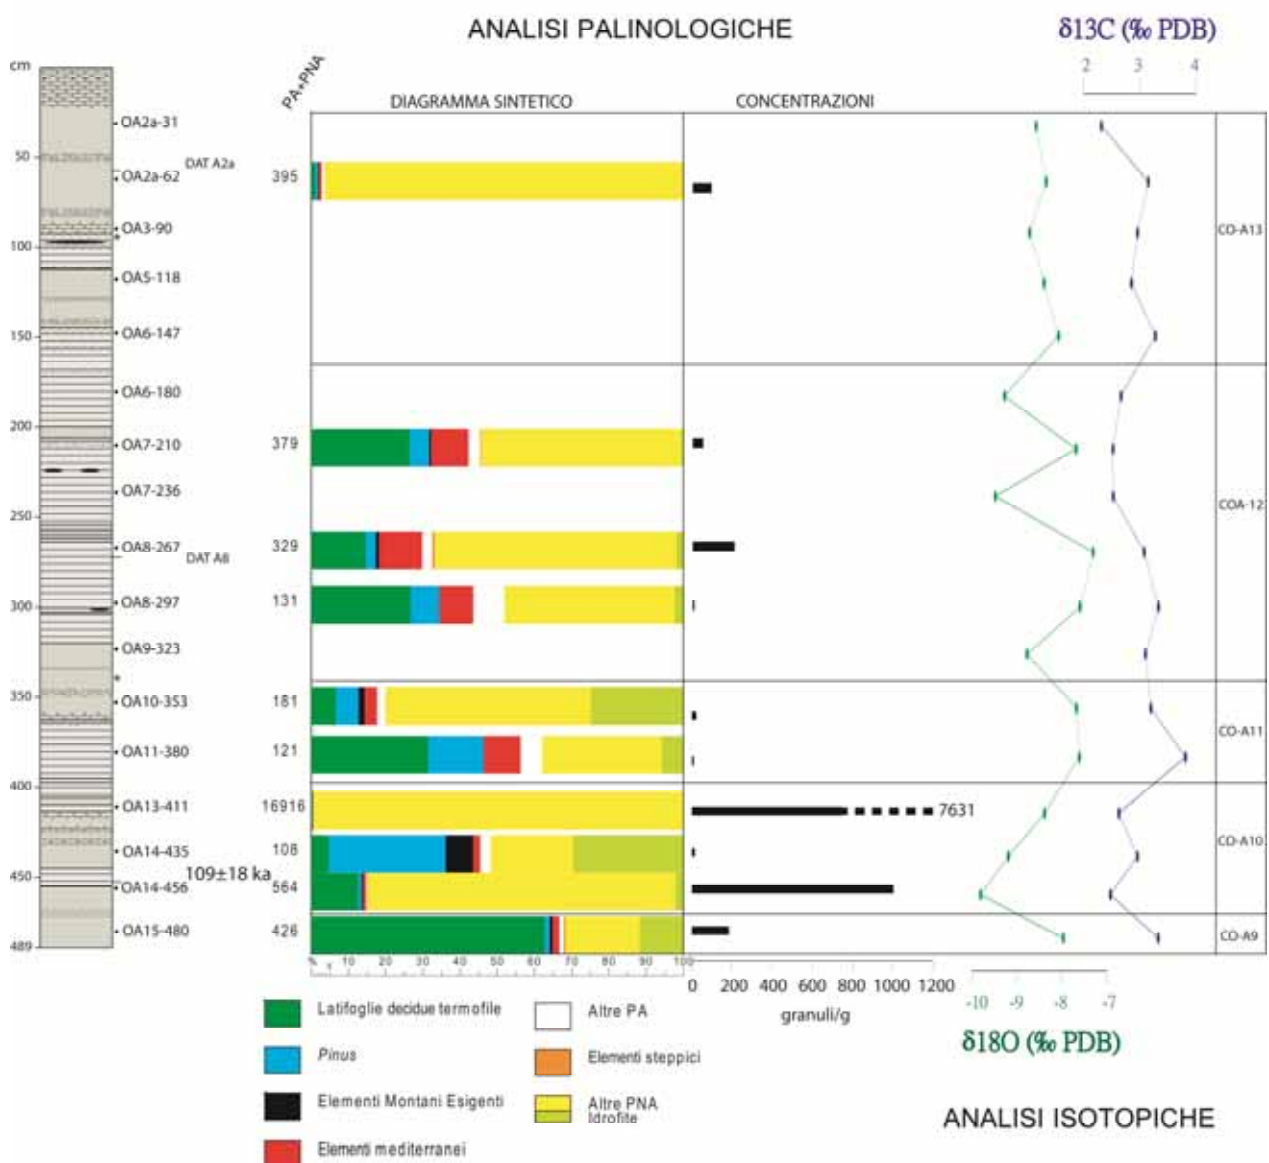 ANALISI PALINOLOGICHE
δ13C (‰ PDB)
2 3 4
cm
PA+PNA
DIAGRAMMA SINTETICO
CONCENTRAZIONI
OA2a-31
50
DAT A2a
OA2a-62
395
OA3-90
CO-A13
100
OA5-118
OA6-147
150
OA6-180
200
OA7-210
379
OA7-236
COA-12
250
OA8-267
DAT A8
329
OA8-297
131
300
OA9-323
350
OA10-353
181
CO-A11
OA11-380
121
400
OA13-411
16916
7631
OA14-435
108
CO-A10
450
109±18 ka
OA14-456
564
OA15-480
426
CO-A9
489
% 10 20 30 40 50 60 70 80 90 100
0 200 400 600 800 1000 1200
granuli/g
-10 -9 -8 -7
δ18O (‰ PDB)
Latifoglie decidue termofile
Altre PA
Pinus
Elementi steppici
Elementi Montani Esigenti
Altre PNA
Idrofite
Elementi mediterranei
ANALISI ISOTOPICHE